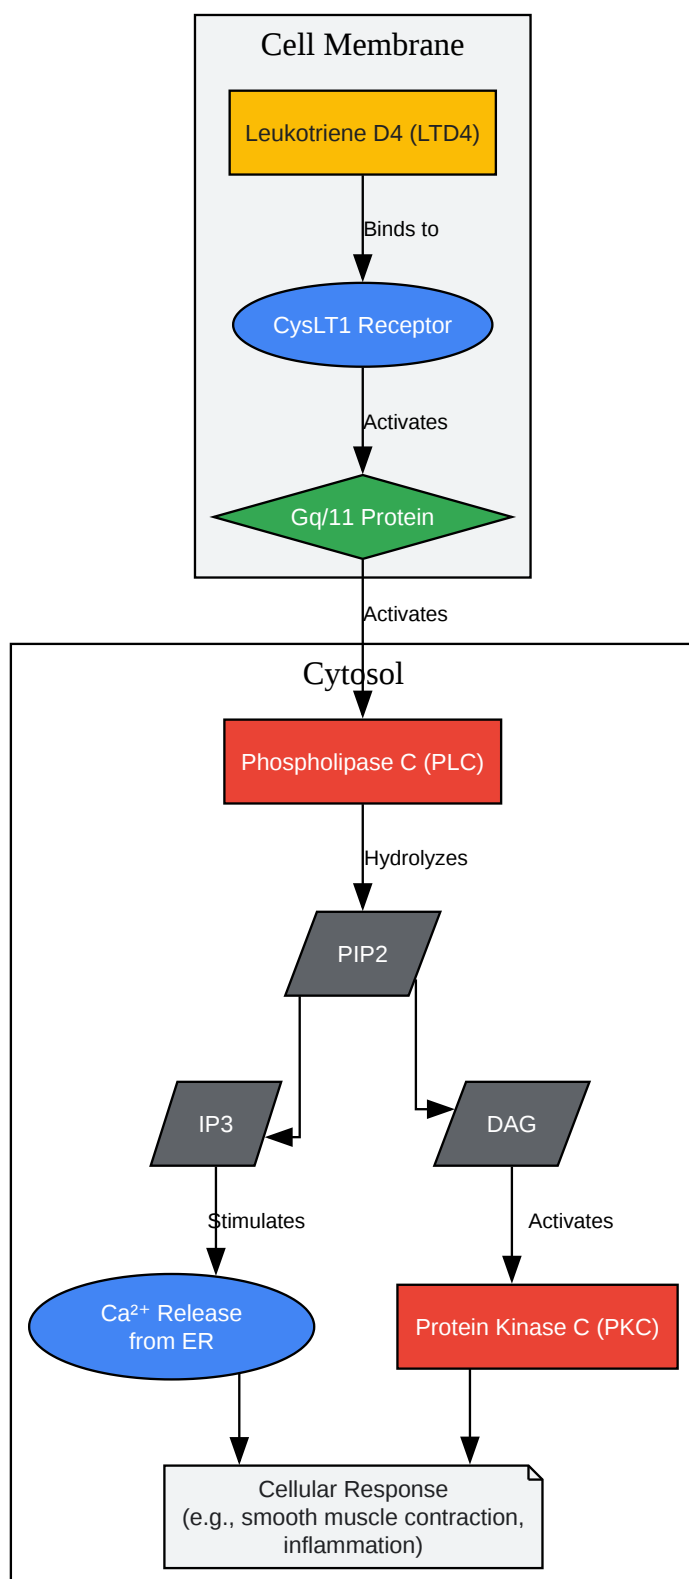 Cell Membrane
Leukotriene D4 (LTD4)
Binds to
CysLT1 Receptor
Activates
Gq/11 Protein
Activates
Cytosol
Phospholipase C (PLC)
Hydrolyzes
PIP2
IP3
DAG
Stimulates
Activates
Ca²⁺ Release
from ER
Protein Kinase C (PKC)
Cellular Response
(e.g., smooth muscle contraction,
inflammation)